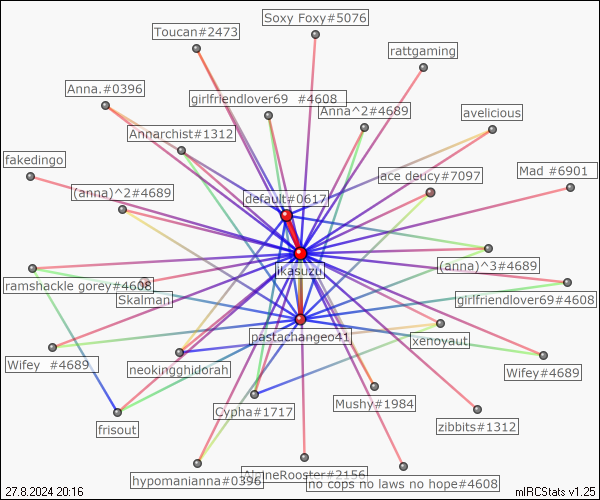 Soxy Foxy#5076
Toucan#2473
rattgaming
Anna.#0396
girlfriendlover69 #4608
Anna^2#4689
avelicious
Annarchist#1312
fakedingo
ace deucy#7097
Mad #6901
(anna)^2#4689
default#0617
ikasuzu
(anna)^3#4689
ramshackle gorey#4608
Skalman
girlfriendlover69#4608
pastachangeo41
xenoyaut
Wifey #4689
neokingghidorah
Wifey#4689
Cypha#1717
Mushy#1984
zibbits#1312
frisout
hypomanianna#0396
no cops no laws no hope#4608
27.8.2024 20:16
mIRCStats v1.25